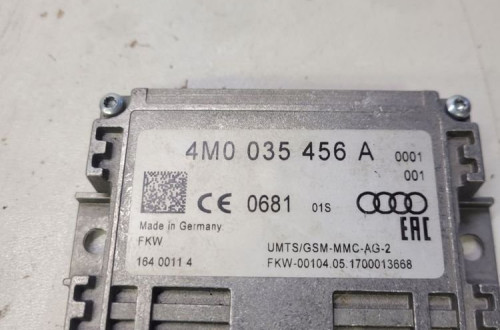 4M0 035 456 A 0001
001
CE 0681 01S
EAC
Made in Germany
FKW UMTS/GSM-MMC-AG-2
164 0011 4 FKW-00104.05.1700013668